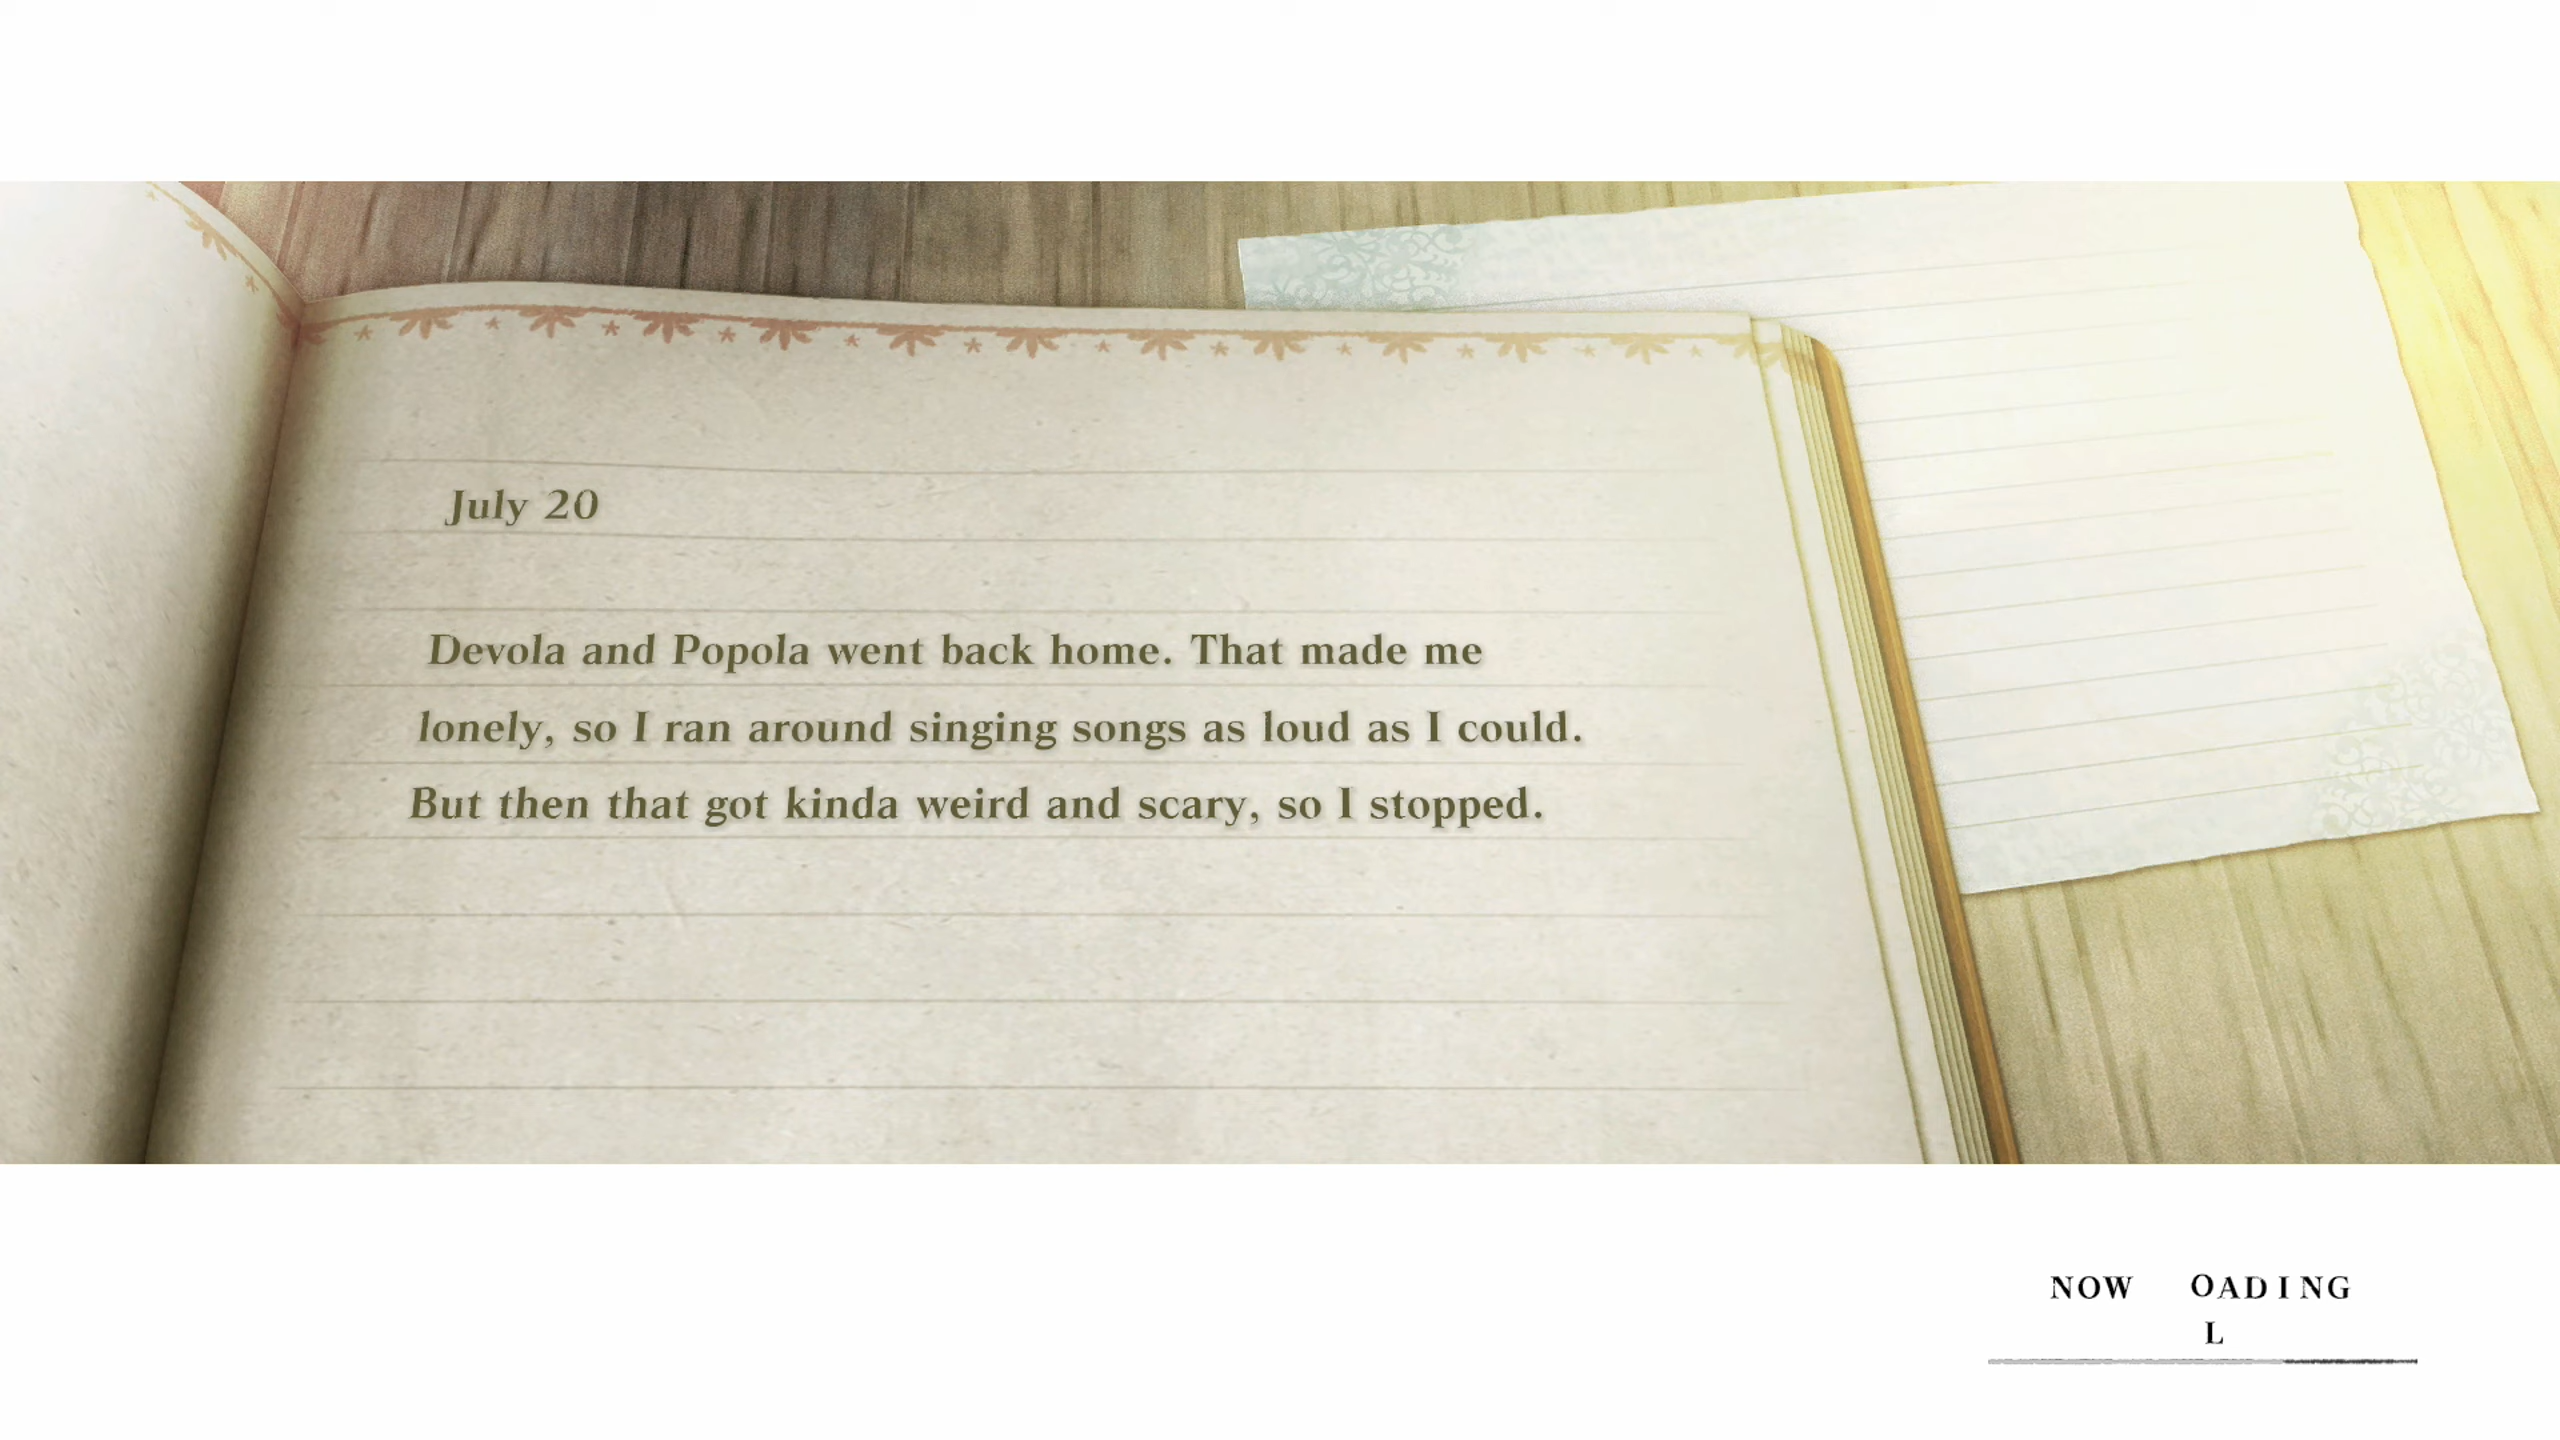 July 20
Devola and Popola went back home. That made me
lonely, so I ran around singing songs as loud as I could.
But then that got kinda weird and scary, so I stopped.
NOW OADING
L